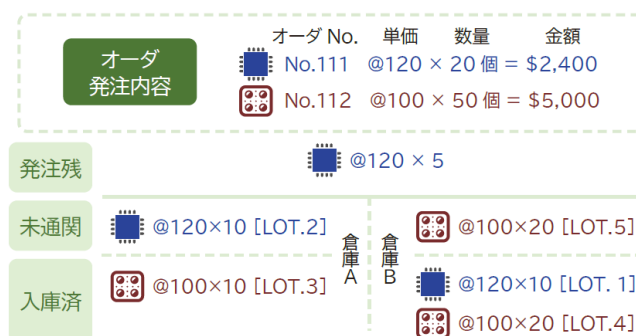 オーダ No. 単価 数量 金額
オーダ
発注内容
No.111 @120 × 20 個 = $2,400
No.112 @100 × 50 個 = $5,000
発注残
@120 × 5
未通関
@120×10 [LOT.2]
倉庫A
倉庫B
@100×20 [LOT.5]
入庫済
@100×10 [LOT.3]
@120×10 [LOT. 1]
@100×20 [LOT.4]